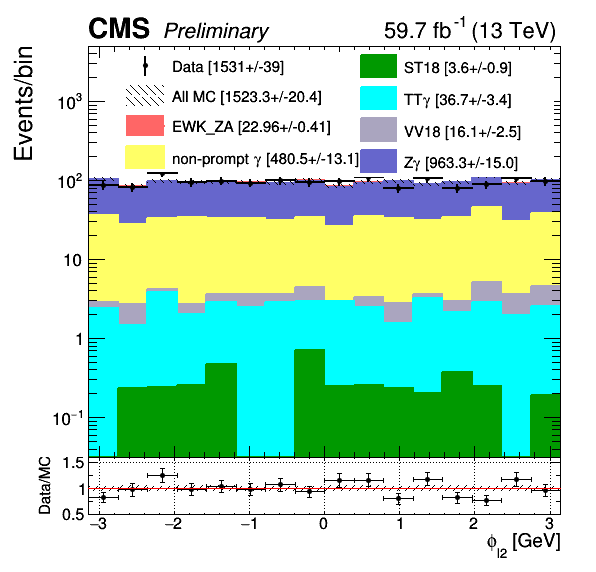 CMS Preliminary 59.7 fb⁻¹ (13 TeV)
Events/bin
Data [1531+/-39]
All MC [1523.3+/-20.4]
EWK_ZA [22.96+/-0.41]
non-prompt γ [480.5+/-13.1]
ST18 [3.6+/-0.9]
TTγ [36.7+/-3.4]
VV18 [16.1+/-2.5]
Zγ [963.3+/-15.0]
10³
10²
10
1
10⁻¹
Data/MC
1.5
1
0.5
−3 −2 −1 0 1 2 3
ϕ_l2 [GeV]